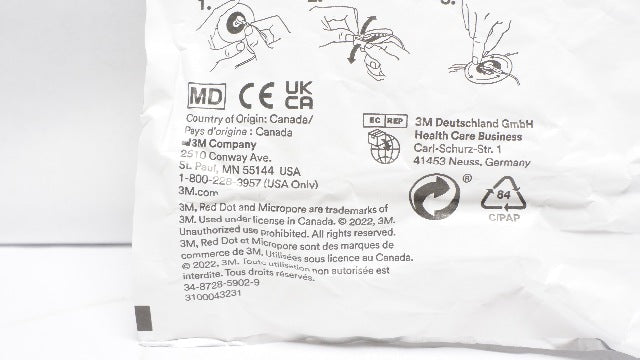 1.
2.
3.
MD CE UK CA
Country of Origin: Canada/
Pays d'origine : Canada
3M Company
2510 Conway Ave.
St. Paul, MN 55144 USA
1-800-228-3957 (USA Only)
3M.com
EC REP
3M Deutschland GmbH
Health Care Business
Carl-Schurz-Str. 1
41453 Neuss, Germany
®
84
C/PAP
3M, Red Dot and Micropore are trademarks of
3M. Used under license in Canada. © 2022, 3M.
Unauthorized use prohibited. All rights reserved.
3M, Red Dot et Micropore sont des marques de
commerce de 3M. Utilisées sous licence au Canada.
© 2022, 3M. Toute utilisation non autorisée est
interdite. Tous droits réservés.
34-8728-5902-9
3100043231